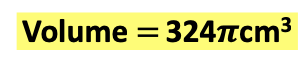 Volume = 324πcm³